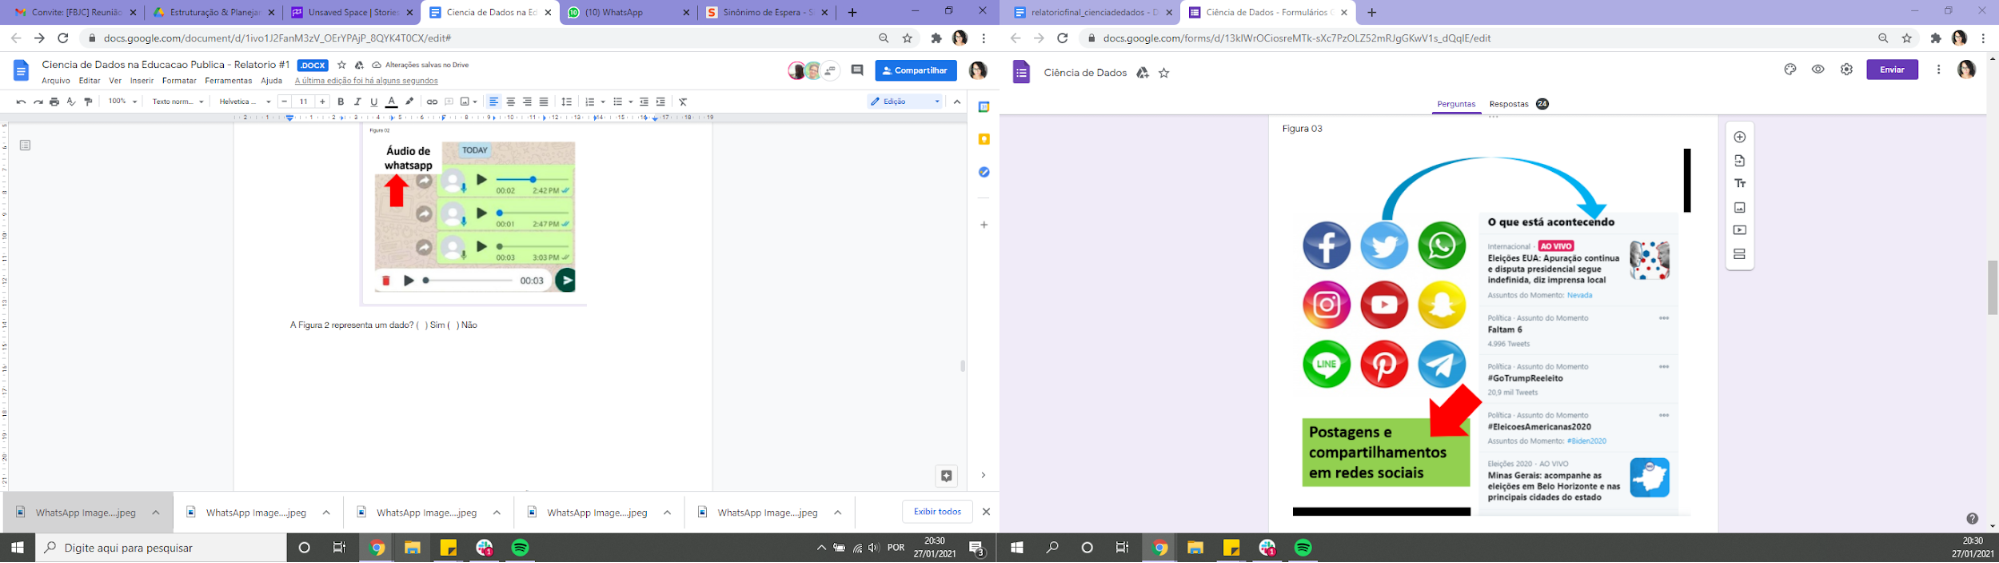 Convite: [FBJC] Reunião
Estruturação & Planejam
Unsaved Space | Storie
Ciencia de Dados na Ed
(10) WhatsApp
Sinônimo de Espera - S
docs.google.com/document/d/1ivo1J2FanM3zV_OErYPAjP_8QYK4T0CX/edit#
Ciencia de Dados na Educacao Publica - Relatorio #1
.DOCX
Alterações salvas no Drive
Compartilhar
Arquivo Editar Ver Inserir Formatar Ferramentas Ajuda
A última edição foi há alguns segundos
100%
Texto norm...
Helvetica ...
11
B I U A
Edição
Figura 02
Áudio de
whatsapp
TODAY
00:02 2:42 PM
00:01 2:47 PM
00:03 3:03 PM
00:03
A Figura 2 representa um dado? ( ) Sim ( ) Não
WhatsApp Image....jpeg
WhatsApp Image....jpeg
WhatsApp Image....jpeg
WhatsApp Image....jpeg
WhatsApp Image....jpeg
Exibir todos
Digite aqui para pesquisar
POR
20:30
27/01/2021
3
relatoriofinal_cienciadedados - D
Ciência de Dados - Formulários G
docs.google.com/forms/d/13kIWrOCiosreMTk-sXc7PzOLZ52mRJgGKwV1s_dQqIE/edit
Ciência de Dados
Enviar
Perguntas
Respostas 24
Figura 03
O que está acontecendo
Internacional · AO VIVO
Eleições EUA: Apuração continua
e disputa presidencial segue
indefinida, diz imprensa local
Assuntos do Momento: Nevada
Política · Assunto do Momento
Faltam 6
4.996 Tweets
Política · Assunto do Momento
#GoTrumpReeleito
20,9 mil Tweets
Política · Assunto do Momento
#EleicoesAmericanas2020
Assuntos do Momento: #Biden2020
Eleições 2020 · AO VIVO
Minas Gerais: acompanhe as
eleições em Belo Horizonte e nas
principais cidades do estado
LINE
Postagens e
compartilhamentos
em redes sociais
Tт
20:30
27/01/2021